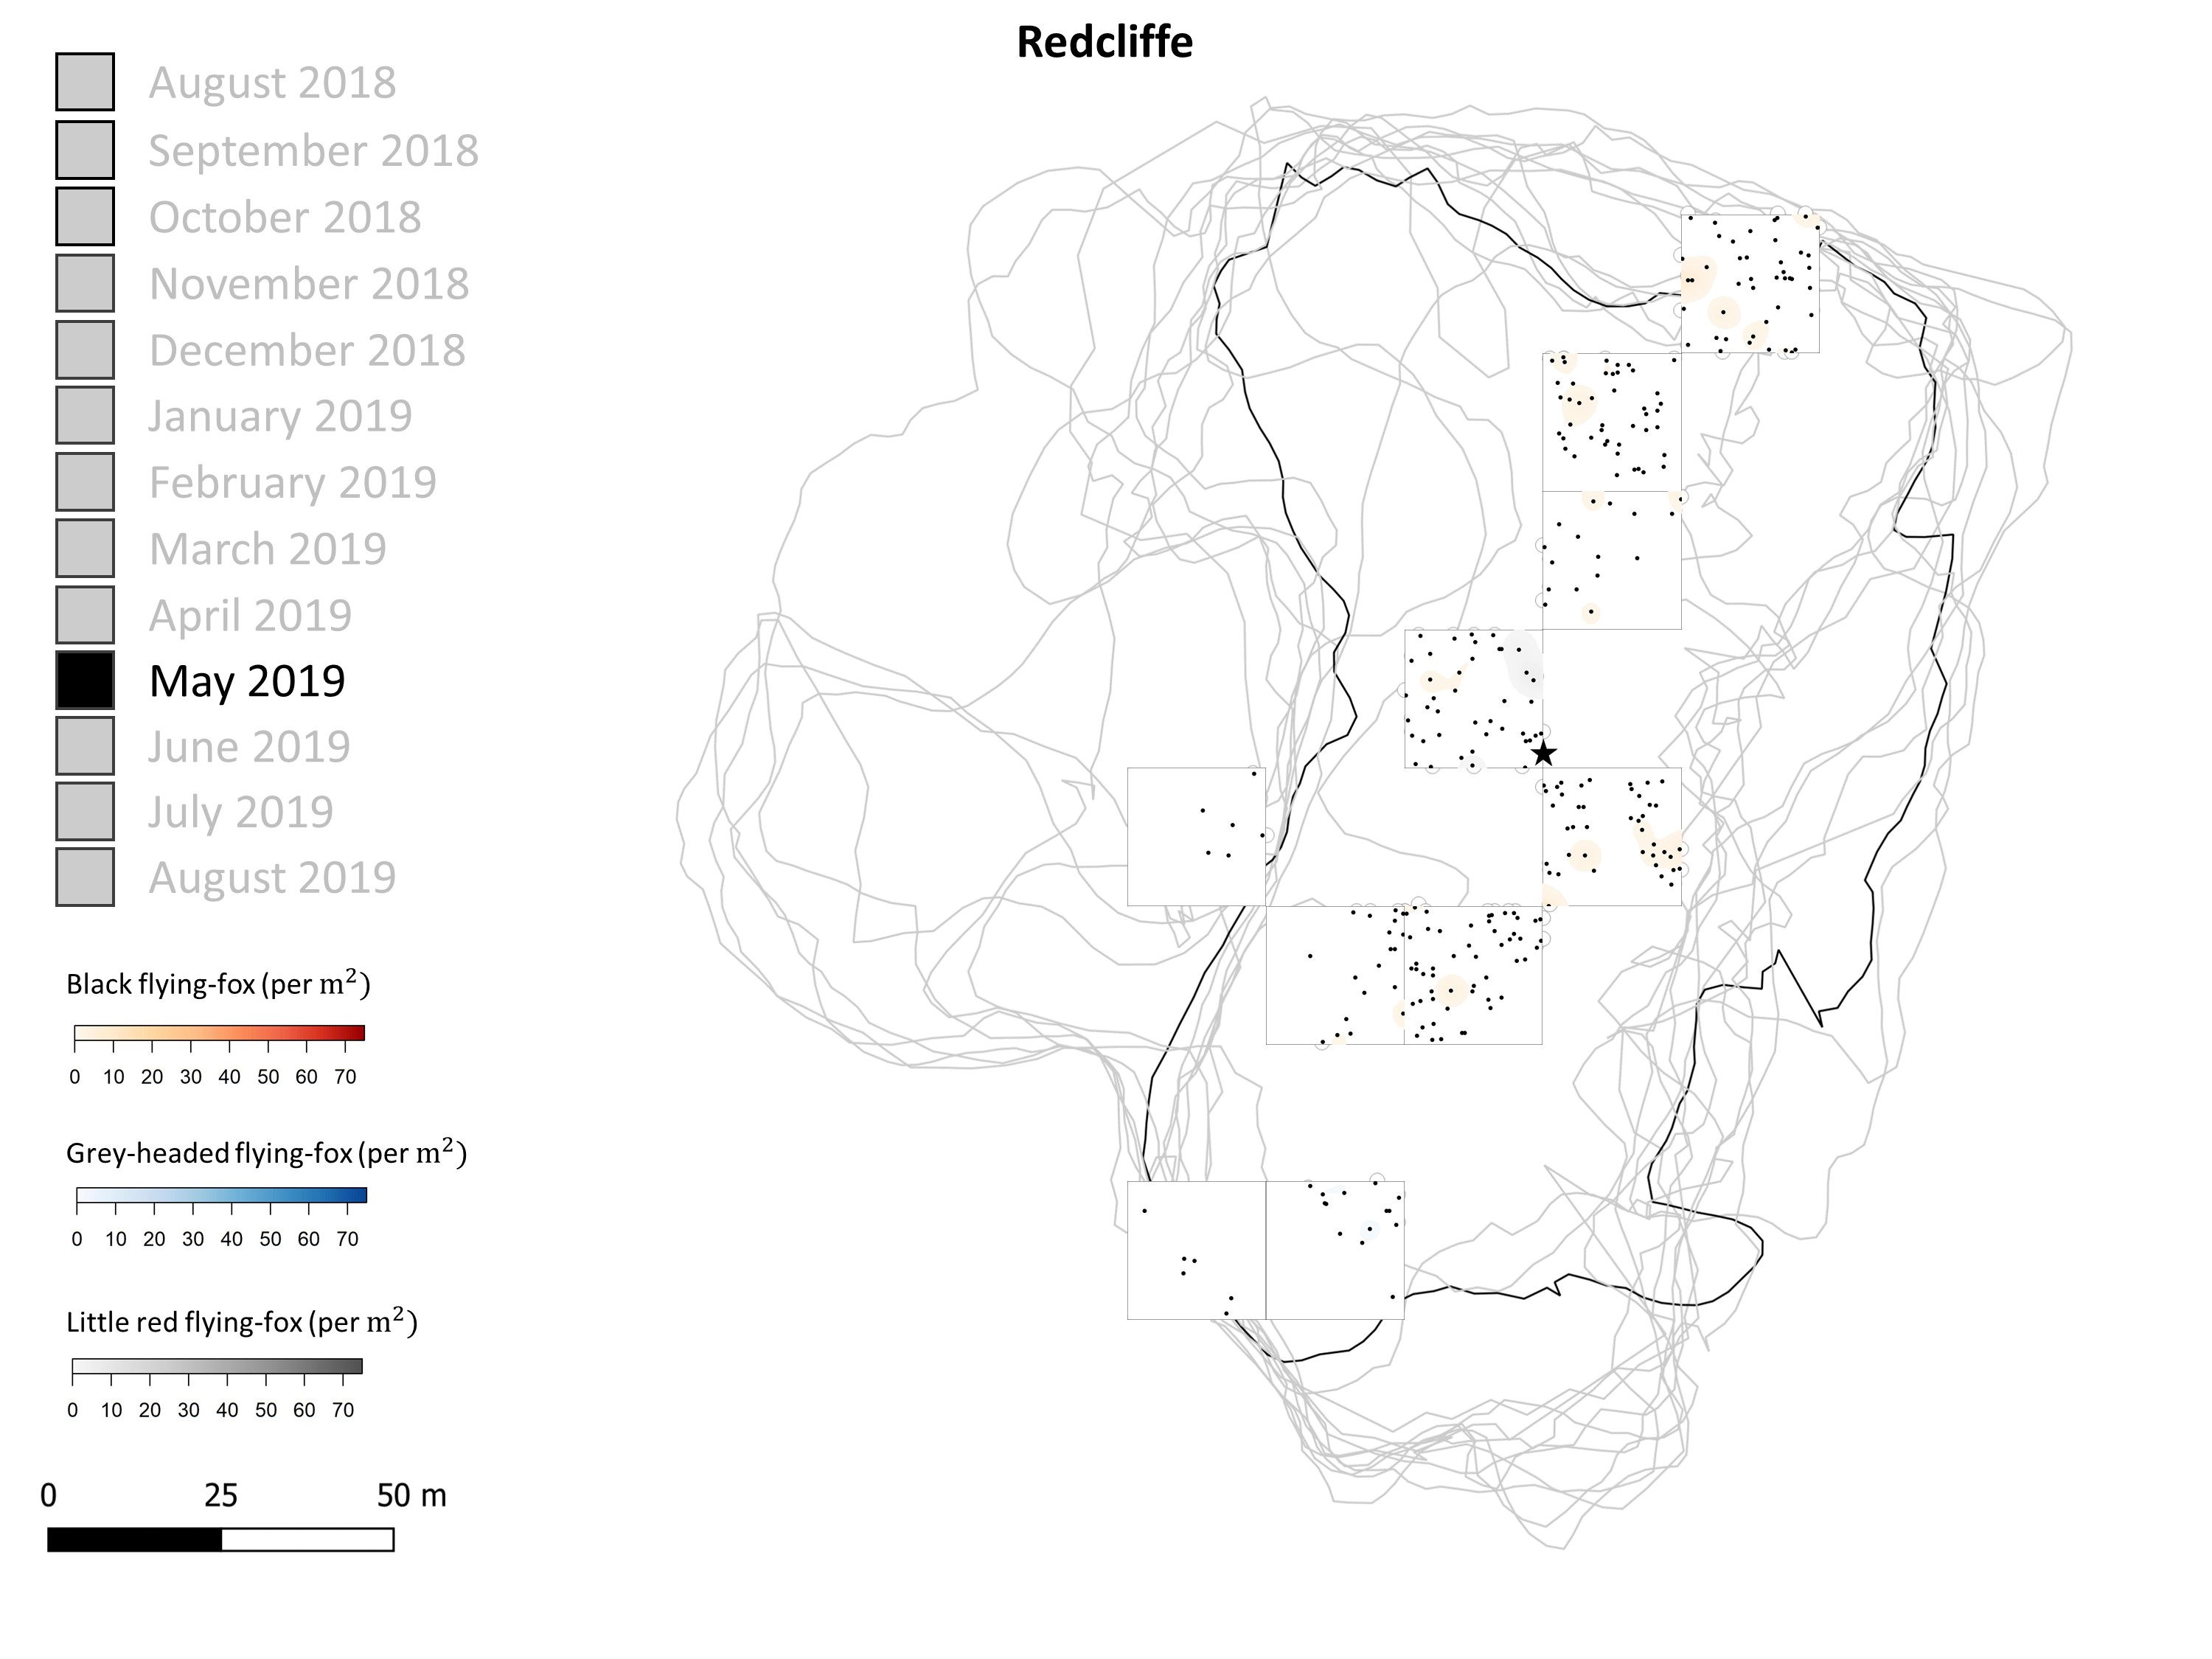 Redcliffe
August 2018
September 2018
October 2018
November 2018
December 2018
January 2019
February 2019
March 2019
April 2019
May 2019
June 2019
July 2019
August 2019
Black flying-fox (per m²)
0 10 20 30 40 50 60 70
Grey-headed flying-fox (per m²)
0 10 20 30 40 50 60 70
Little red flying-fox (per m²)
0 10 20 30 40 50 60 70
0 25 50 m